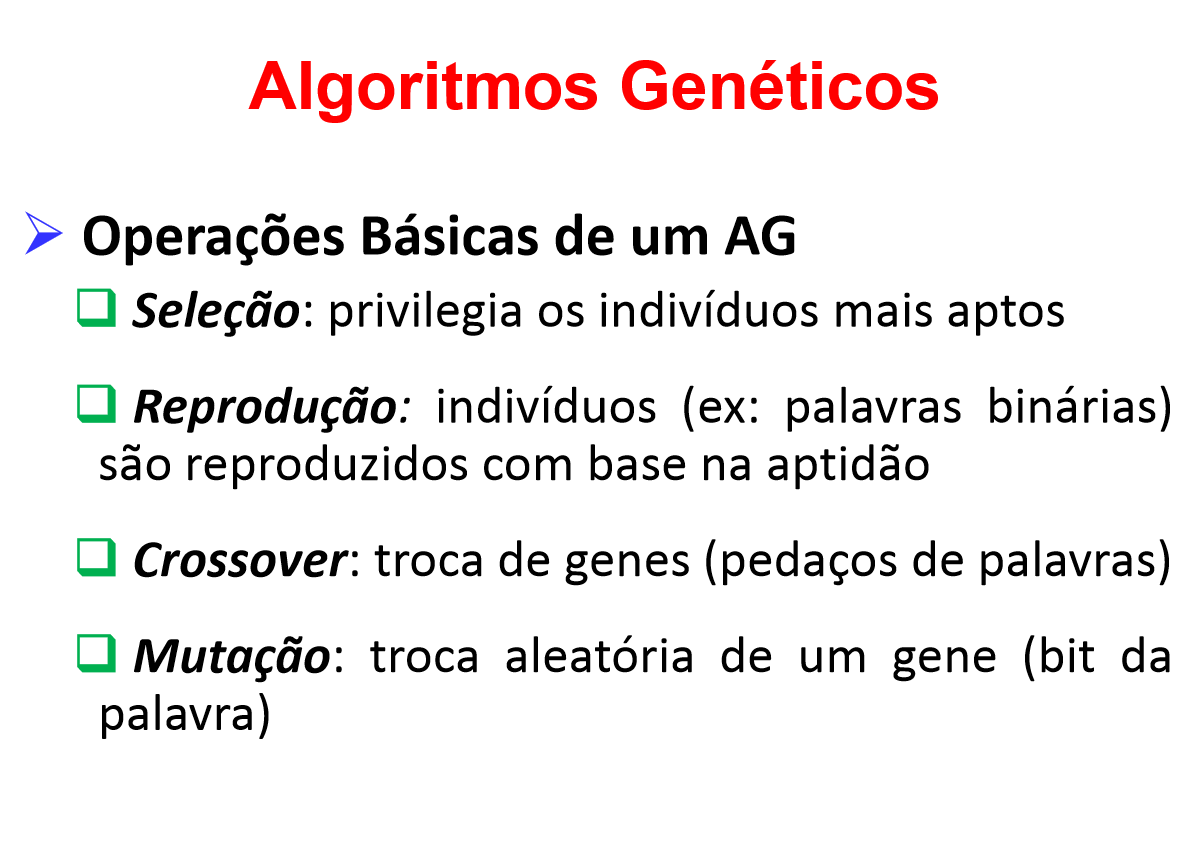 Algoritmos Genéticos
Operações Básicas de um AG
Seleção: privilegia os indivíduos mais aptos
Reprodução: indivíduos (ex: palavras binárias)
são reproduzidos com base na aptidão
Crossover: troca de genes (pedaços de palavras)
Mutação: troca aleatória de um gene (bit da
palavra)